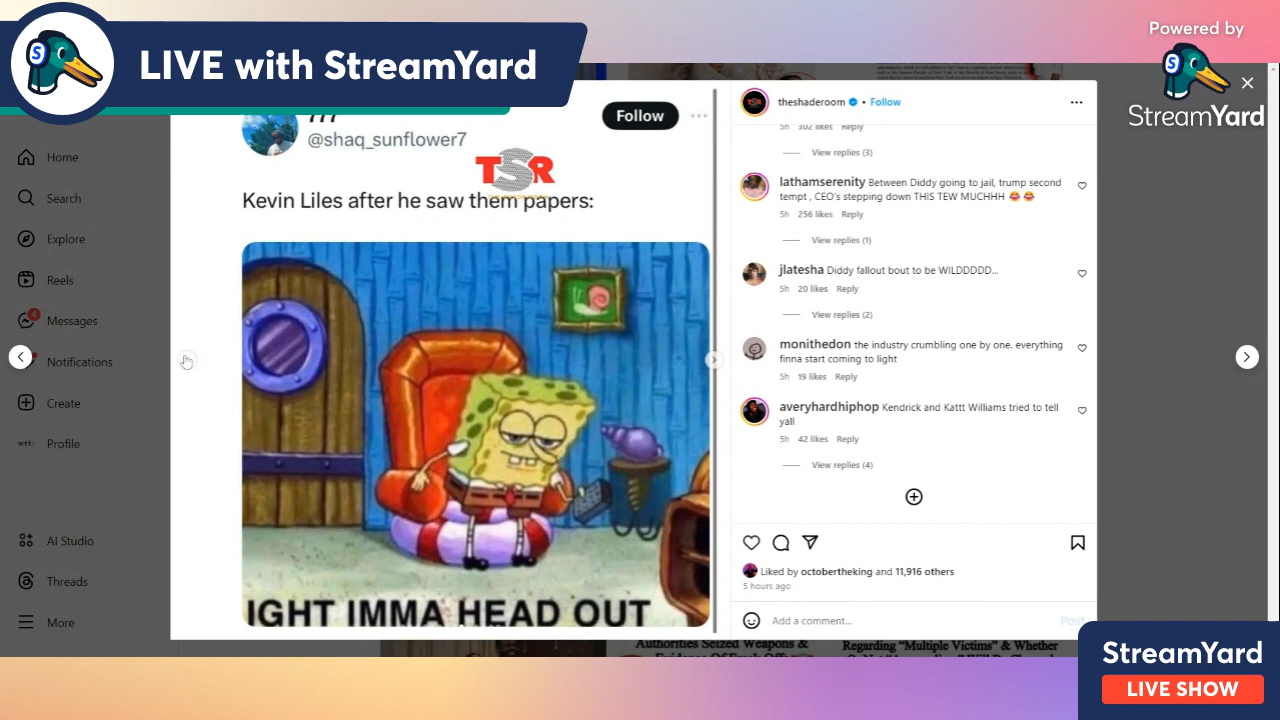 LIVE with StreamYard
Powered by
StreamYard
Home
Search
Explore
Reels
4
Messages
Notifications
Create
Profile
AI Studio
Threads
More
777
@shaq_sunflower7
Follow
TSR
Kevin Liles after he saw them papers:
IGHT IMMA HEAD OUT
theshaderoom • Follow
5h 302 likes Reply
View replies (3)
lathamserenity Between Diddy going to jail, trump second
tempt , CEO's stepping down THIS TEW MUCHHH
5h 256 likes Reply
View replies (1)
jlatesha Diddy fallout bout to be WILDDDDD...
5h 20 likes Reply
View replies (2)
monithedon the industry crumbling one by one. everything
finna start coming to light
5h 19 likes Reply
averyhardhiphop Kendrick and Kattt Williams tried to tell
yall
5h 42 likes Reply
View replies (4)
Liked by octobertheking and 11,916 others
5 hours ago
Add a comment...
Post
Authorities Seized Weapons &
Regarding "Multiple Victims" & Whether
StreamYard
LIVE SHOW